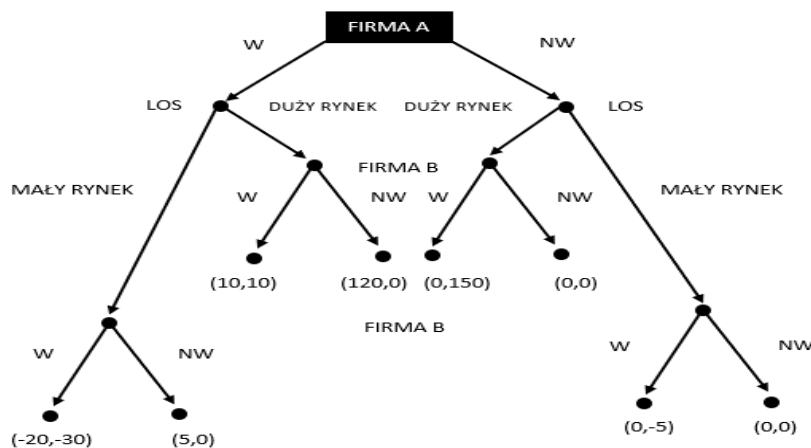 FIRMA A
W
NW
LOS
DUŻY RYNEK
DUŻY RYNEK
LOS
MAŁY RYNEK
FIRMA B
MAŁY RYNEK
W
NW
W
NW
(10,10)
(120,0)
(0,150)
(0,0)
FIRMA B
W
NW
W
NW
(-20,-30)
(5,0)
(0,-5)
(0,0)